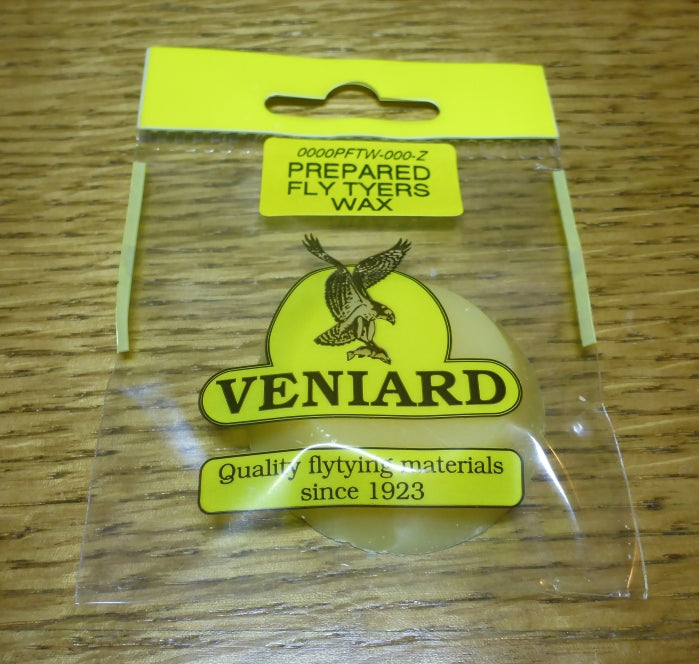 0000PFTW-000-Z
PREPARED
FLY TYERS
WAX
VENIARD
Quality flytying materials
since 1923